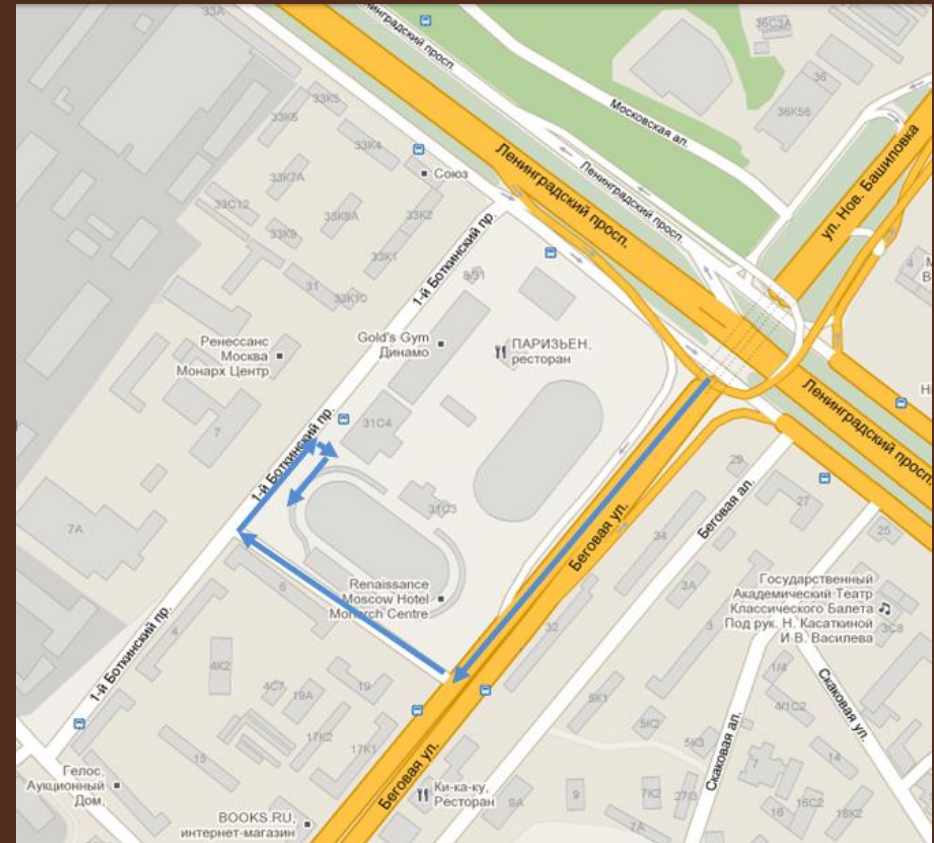 33А
Ленинградский просп.
36С3А
36
36К56
Московская ал.
Ленинградский просп.
Ленинградский просп.
ул. Нов. Башиловка
33К5
33К6
33К4
Союз
33К7А
33С12
33К8А
33К2
33К9
33К1
31
33К10
1-й Боткинский пр.
Gold's Gym
Динамо
ПАРИЗЬЕН,
ресторан
Ренессанс
Москва
Монарх Центр
7
31С4
1-й Боткинский пр.
7А
31С3
4
Ленинградский просп.
29
27
25
Беговая ал.
Беговая ул.
34
3А
3
32
Renaissance
Moscow Hotel
Monarch Centre
6
4
4К2
4С7
19А
19
17К2
17К1
15
1-й Боткинский пр.
Государственный
Академический Театр
Классического Балета
Под рук. Н. Касаткиной
И В. Василева
3С8
1/4
4/1С2
Скаковая ул.
Скаковая ал.
5К1
5К2
5К3
7
14
16С2
16
18К2
Гелос,
Аукционный
Дом,
BOOKS.RU,
интернет-магазин
Беговая ул.
Ки-ка-ку,
Ресторан
9А
9
7К2
27/3
7А